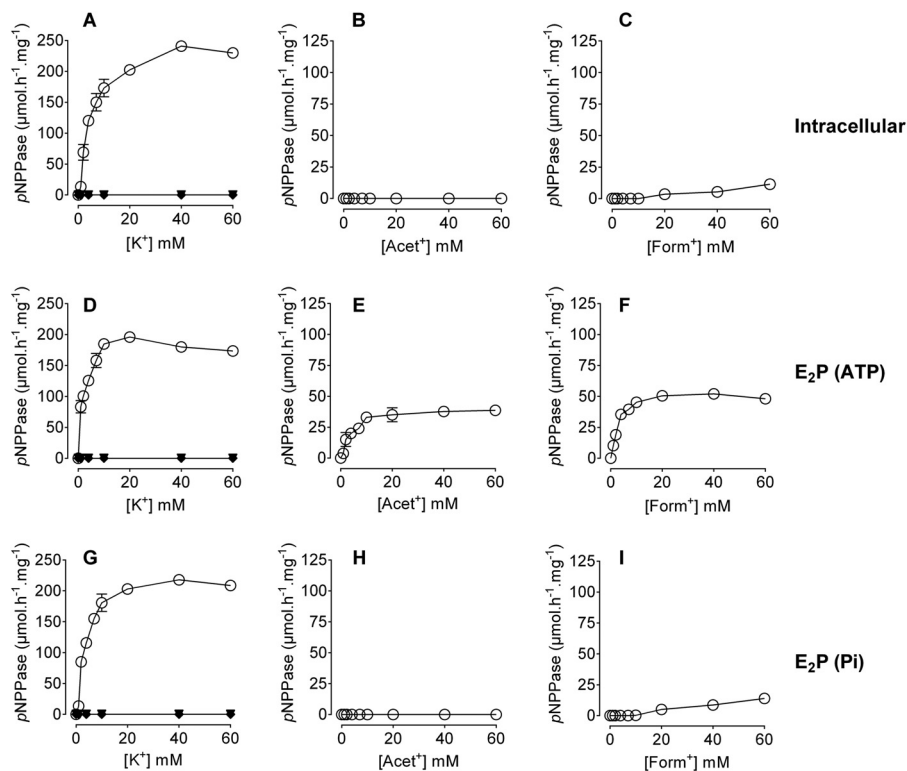 A
pNPPase (µmol.h⁻¹.mg⁻¹)
250
200
150
100
50
0
0 20 40 60
[K⁺] mM
B
pNPPase (µmol.h⁻¹.mg⁻¹)
125
100
75
50
25
0
0 20 40 60
[Acet⁺] mM
C
pNPPase (µmol.h⁻¹.mg⁻¹)
125
100
75
50
25
0
0 20 40 60
[Form⁺] mM
Intracellular
D
pNPPase (µmol.h⁻¹.mg⁻¹)
250
200
150
100
50
0
0 20 40 60
[K⁺] mM
E
pNPPase (µmol.h⁻¹.mg⁻¹)
125
100
75
50
25
0
0 20 40 60
[Acet⁺] mM
F
pNPPase (µmol.h⁻¹.mg⁻¹)
125
100
75
50
25
0
0 20 40 60
[Form⁺] mM
E₂P (ATP)
G
pNPPase (µmol.h⁻¹.mg⁻¹)
250
200
150
100
50
0
0 20 40 60
[K⁺] mM
H
pNPPase (µmol.h⁻¹.mg⁻¹)
125
100
75
50
25
0
0 20 40 60
[Acet⁺] mM
I
pNPPase (µmol.h⁻¹.mg⁻¹)
125
100
75
50
25
0
0 20 40 60
[Form⁺] mM
E₂P (Pi)